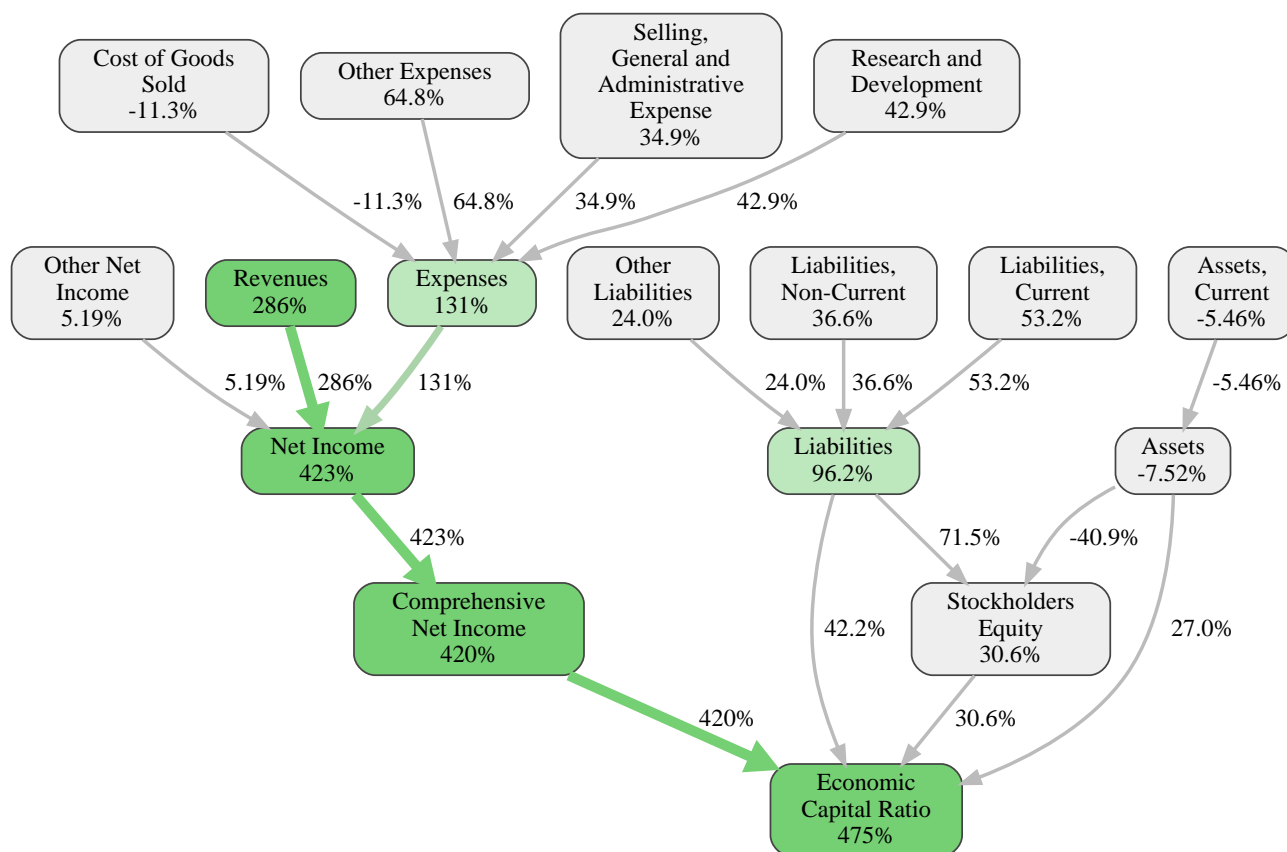 Cost of Goods
Sold
-11.3%
Other Expenses
64.8%
Selling,
General and
Administrative
Expense
34.9%
Research and
Development
42.9%
-11.3%
64.8%
34.9%
42.9%
Other Net
Income
5.19%
Revenues
286%
Expenses
131%
Other
Liabilities
24.0%
Liabilities,
Non-Current
36.6%
Liabilities,
Current
53.2%
Assets,
Current
-5.46%
5.19%
286%
131%
24.0%
36.6%
53.2%
-5.46%
Net Income
423%
Liabilities
96.2%
Assets
-7.52%
423%
71.5%
-40.9%
Comprehensive
Net Income
420%
42.2%
Stockholders
Equity
30.6%
27.0%
420%
30.6%
Economic
Capital Ratio
475%